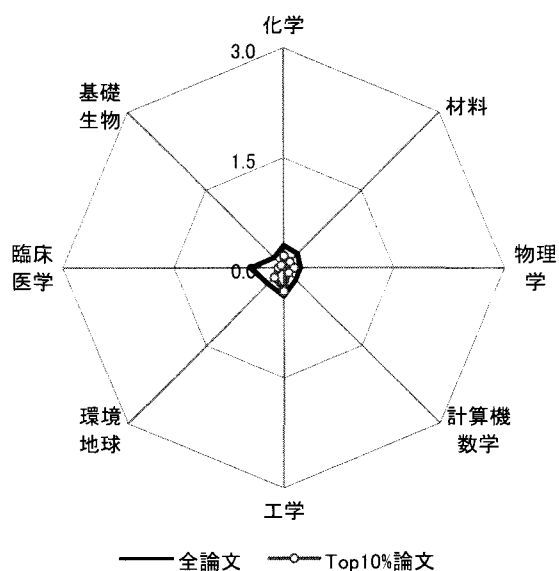 化学
3.0
基礎
生物
材料
1.5
臨床
医学
0.0
物理
学
環境
地球
計算機
数学
工学
全論文
Top10%論文